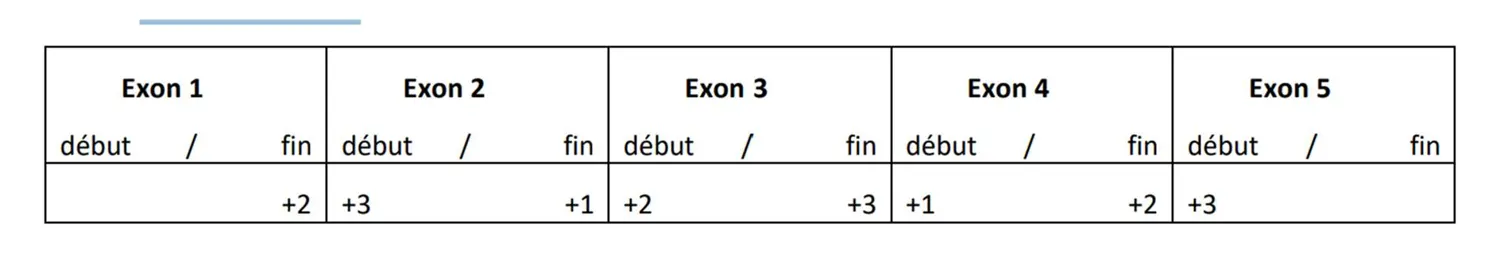 Exon 1 Exon 2 Exon 3 Exon 4 Exon 5
début / fin début / fin début / fin début / fin début / fin
+2 +3 +1 +2 +3 +1 +2 +3